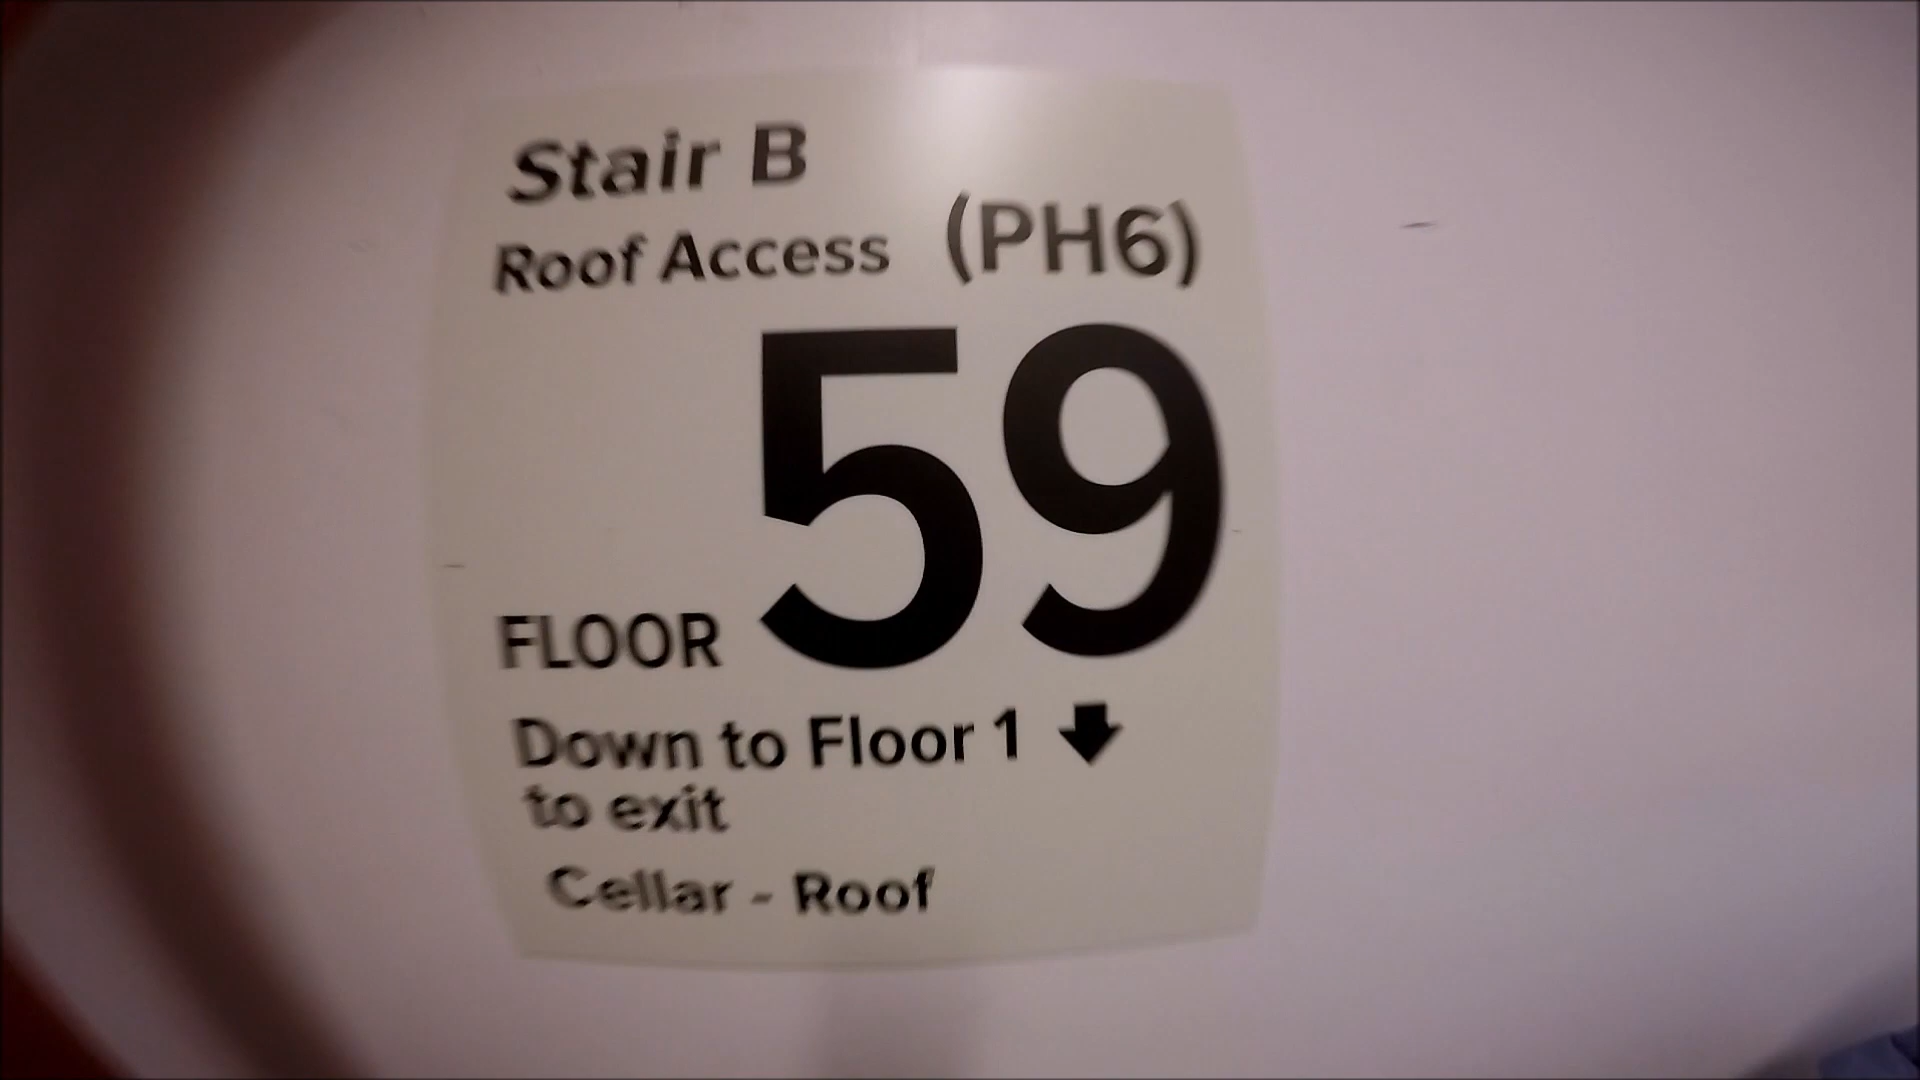 Stair B
Roof Access (PH6)
FLOOR 59
Down to Floor 1
to exit
Cellar - Roof